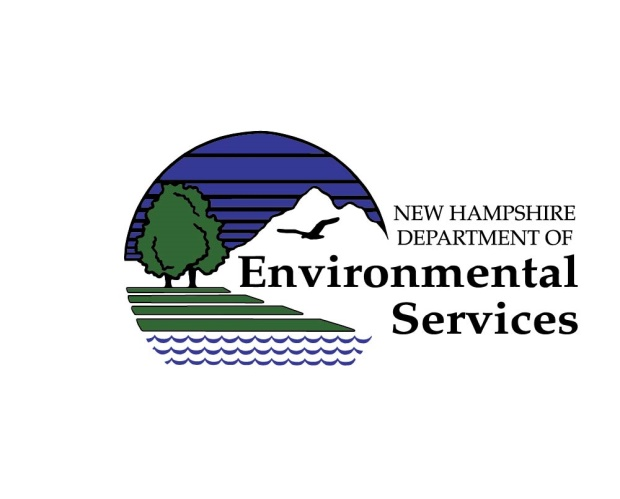 NEW HAMPSHIRE
DEPARTMENT OF
Environmental
Services